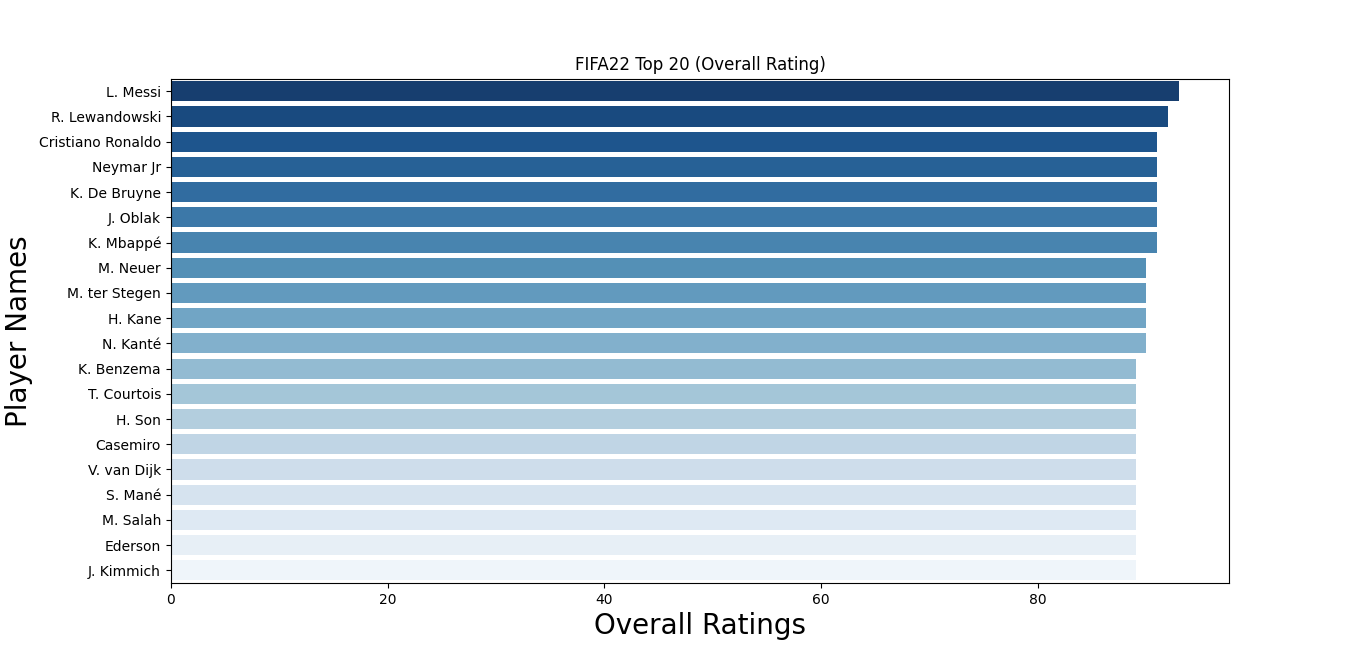 FIFA22 Top 20 (Overall Rating)
Player Names
L. Messi
R. Lewandowski
Cristiano Ronaldo
Neymar Jr
K. De Bruyne
J. Oblak
K. Mbappé
M. Neuer
M. ter Stegen
H. Kane
N. Kanté
K. Benzema
T. Courtois
H. Son
Casemiro
V. van Dijk
S. Mané
M. Salah
Ederson
J. Kimmich
0 20 40 60 80
Overall Ratings